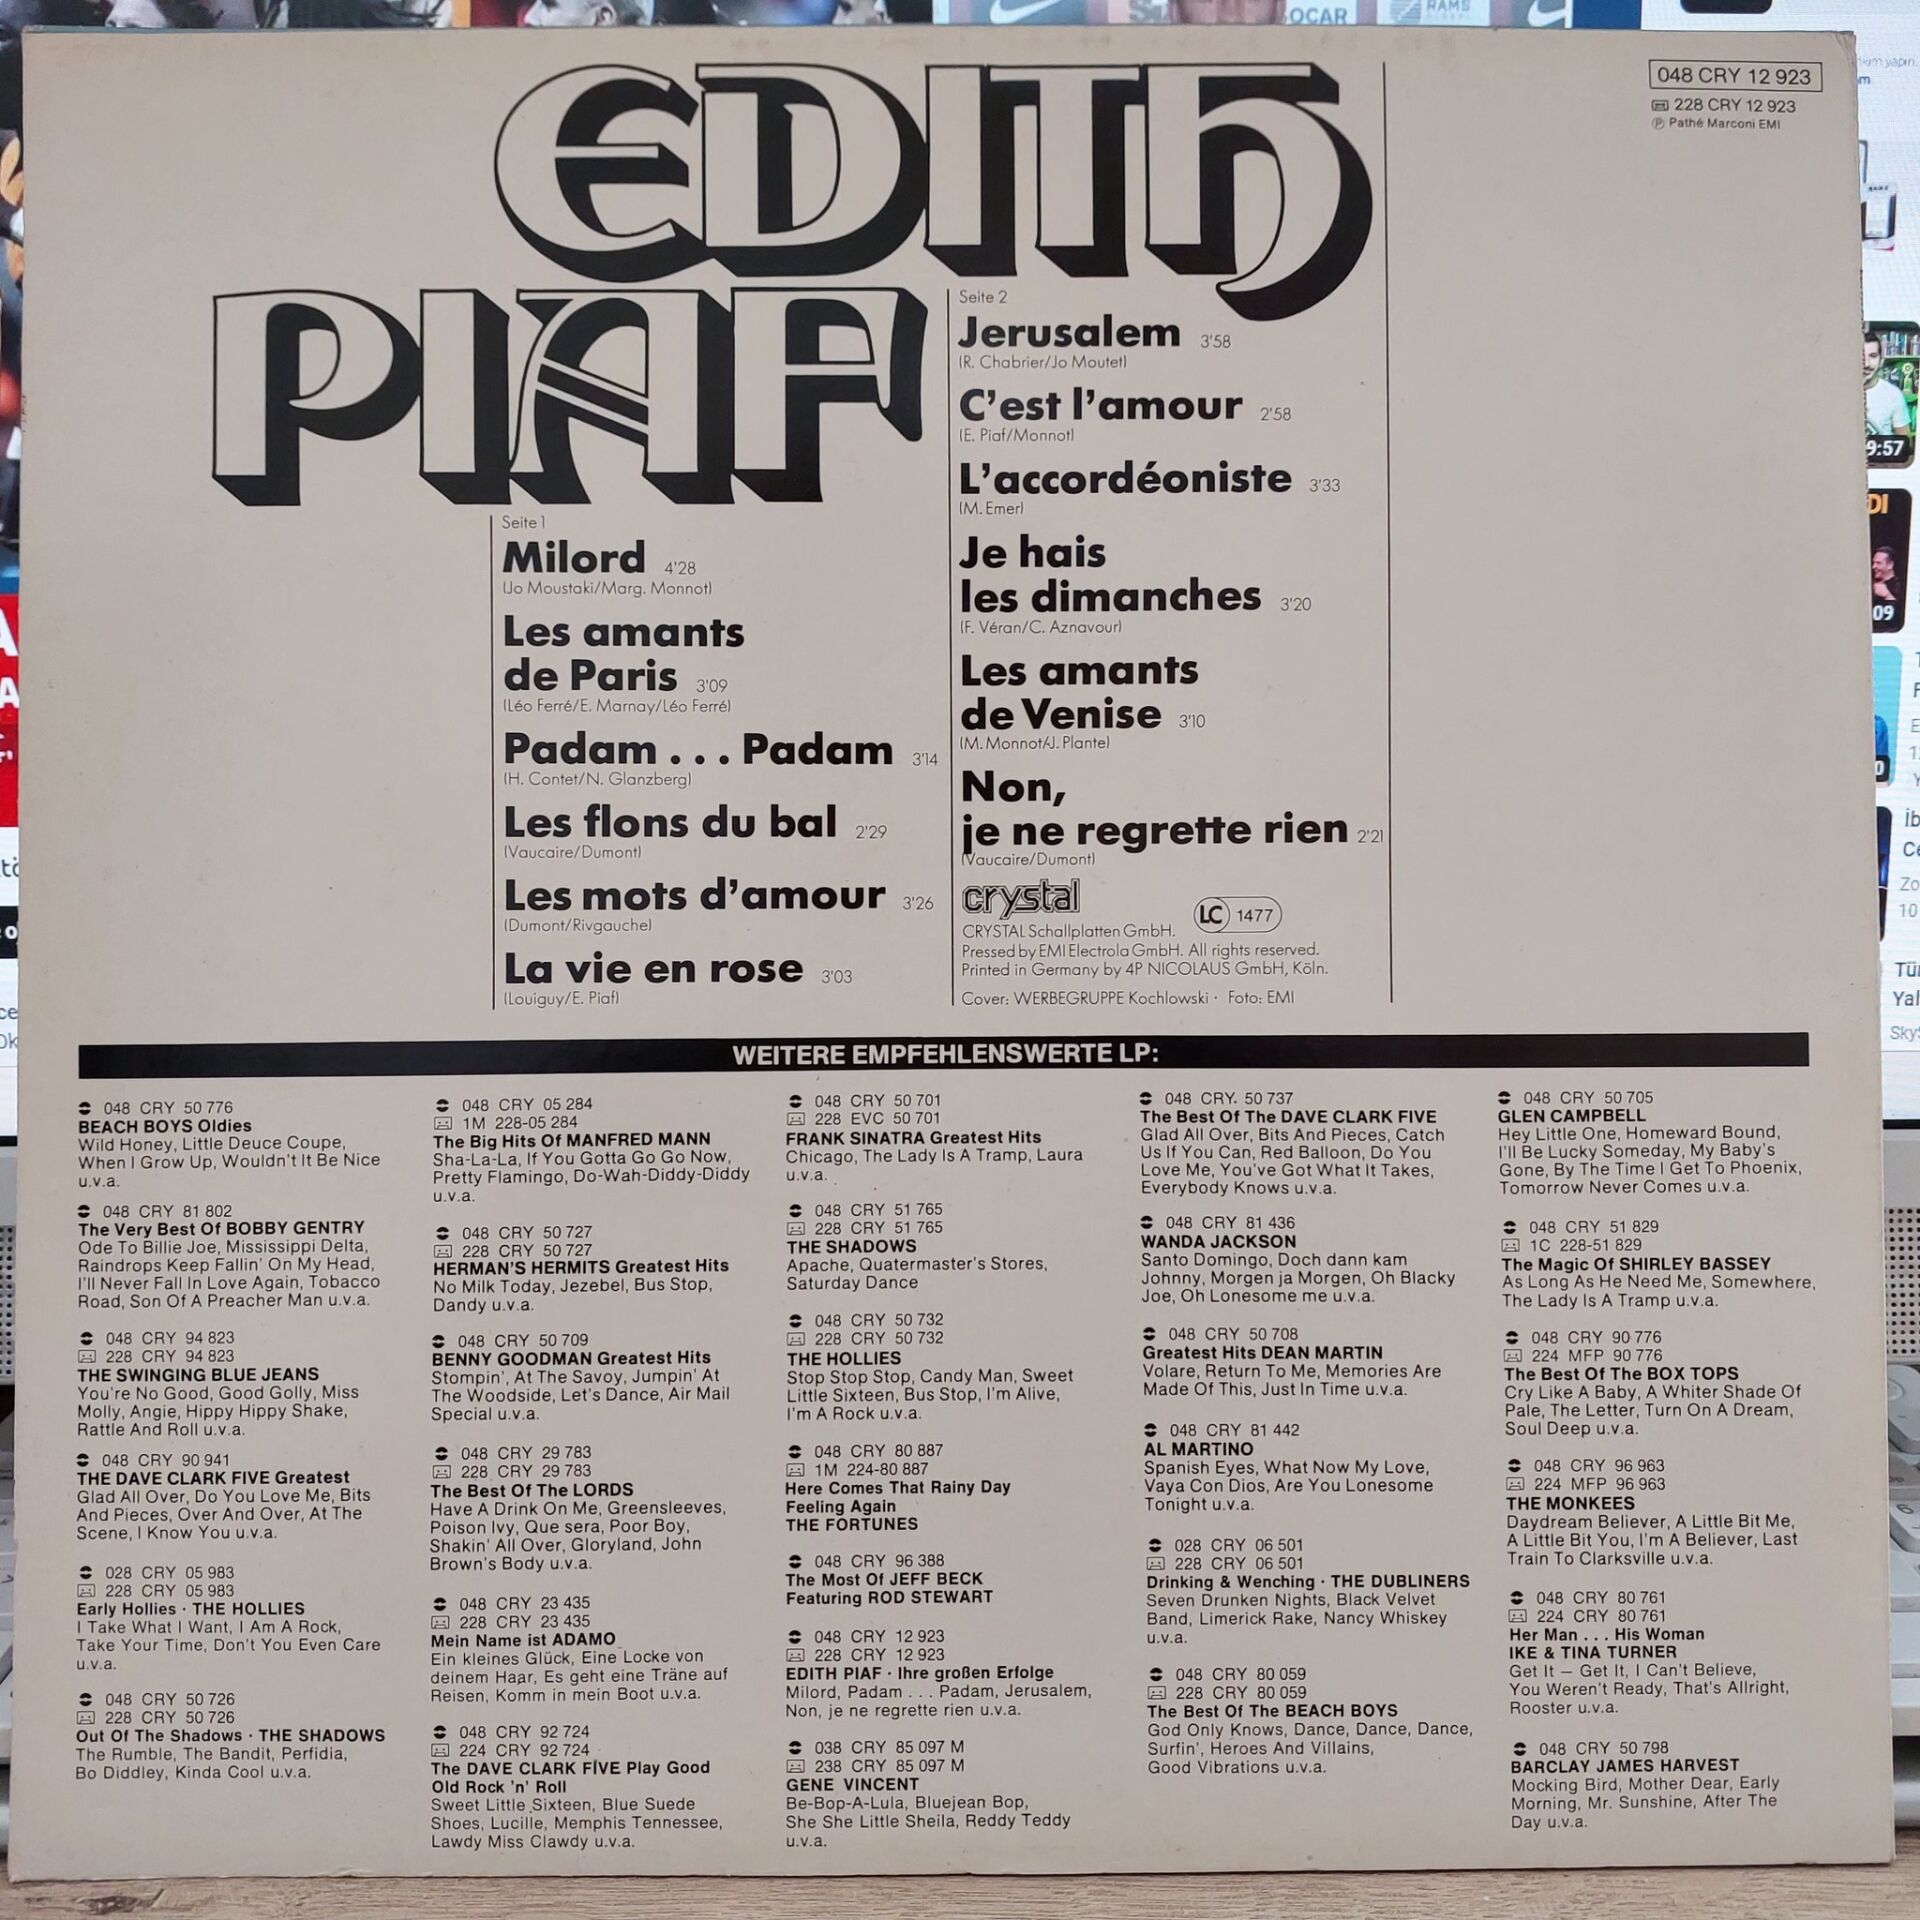 EDITH
PIAF
048 CRY 12 923
228 CRY 12 923
Ⓟ Pathé Marconi EMI
Seite 1
Milord 4'28
(Jo Moustaki/Marg. Monnot)
Les amants
de Paris 3'09
(Léo Ferré/E. Marnay/Léo Ferré)
Padam . . . Padam 3'14
(H. Contet/N. Glanzberg)
Les flons du bal 2'29
(Vaucaire/Dumont)
Les mots d'amour 3'26
(Dumont/Rivgauche)
La vie en rose 3'03
(Louiguy/E. Piaf)
Seite 2
Jerusalem 3'58
(R. Chabrier/Jo Moutet)
C'est l'amour 2'58
(E. Piaf/Monnot)
L'accordéoniste 3'33
(M. Emer)
Je hais
les dimanches 3'20
(F. Véran/C. Aznavour)
Les amants
de Venise 3'10
(M. Monnot/J. Plante)
Non,
je ne regrette rien 2'21
(Vaucaire/Dumont)
crystal
LC 1477
CRYSTAL Schallplatten GmbH.
Pressed by EMI Electrola GmbH. All rights reserved.
Printed in Germany by 4P NICOLAUS GmbH, Köln.
Cover: WERBEGRUPPE Kochlowski · Foto: EMI
WEITERE EMPFEHLENSWERTE LP:
048 CRY 50 776
BEACH BOYS Oldies
Wild Honey, Little Deuce Coupe,
When I Grow Up, Wouldn't It Be Nice
u.v.a.
048 CRY 81 802
The Very Best Of BOBBY GENTRY
Ode To Billie Joe, Mississippi Delta,
Raindrops Keep Fallin' On My Head,
I'll Never Fall In Love Again, Tobacco
Road, Son Of A Preacher Man u.v.a.
048 CRY 94 823
228 CRY 94 823
THE SWINGING BLUE JEANS
You're No Good, Good Golly, Miss
Molly, Angie, Hippy Hippy Shake,
Rattle And Roll u.v.a.
048 CRY 90 941
THE DAVE CLARK FIVE Greatest
Glad All Over, Do You Love Me, Bits
And Pieces, Over And Over, At The
Scene, I Know You u.v.a.
028 CRY 05 983
228 CRY 05 983
Early Hollies · THE HOLLIES
I Take What I Want, I Am A Rock,
Take Your Time, Don't You Even Care
u.v.a.
048 CRY 50 726
228 CRY 50 726
Out Of The Shadows · THE SHADOWS
The Rumble, The Bandit, Perfidia,
Bo Diddley, Kinda Cool u.v.a.
048 CRY 05 284
1M 228-05 284
The Big Hits Of MANFRED MANN
Sha-La-La, If You Gotta Go Go Now,
Pretty Flamingo, Do-Wah-Diddy-Diddy
u.v.a.
048 CRY 50 727
228 CRY 50 727
HERMAN'S HERMITS Greatest Hits
No Milk Today, Jezebel, Bus Stop,
Dandy u.v.a.
048 CRY 50 709
BENNY GOODMAN Greatest Hits
Stompin', At The Savoy, Jumpin' At
The Woodside, Let's Dance, Air Mail
Special u.v.a.
048 CRY 29 783
228 CRY 29 783
The Best Of The LORDS
Have A Drink On Me, Greensleeves,
Poison Ivy, Que sera, Poor Boy,
Shakin' All Over, Gloryland, John
Brown's Body u.v.a.
048 CRY 23 435
228 CRY 23 435
Mein Name ist ADAMO
Ein kleines Glück, Eine Locke von
deinem Haar, Es geht eine Träne auf
Reisen, Komm in mein Boot u.v.a.
048 CRY 92 724
224 CRY 92 724
The DAVE CLARK FIVE Play Good
Old Rock 'n' Roll
Sweet Little Sixteen, Blue Suede
Shoes, Lucille, Memphis Tennessee,
Lawdy Miss Clawdy u.v.a.
048 CRY 50 701
228 EVC 50 701
FRANK SINATRA Greatest Hits
Chicago, The Lady Is A Tramp, Laura
u.v.a.
048 CRY 51 765
228 CRY 51 765
THE SHADOWS
Apache, Quatermaster's Stores,
Saturday Dance
048 CRY 50 732
228 CRY 50 732
THE HOLLIES
Stop Stop Stop, Candy Man, Sweet
Little Sixteen, Bus Stop, I'm Alive,
I'm A Rock u.v.a.
048 CRY 80 887
1M 224-80 887
Here Comes That Rainy Day
Feeling Again
THE FORTUNES
048 CRY 96 388
The Most Of JEFF BECK
Featuring ROD STEWART
048 CRY 12 923
228 CRY 12 923
EDITH PIAF · Ihre großen Erfolge
Milord, Padam . . . Padam, Jerusalem,
Non, je ne regrette rien u.v.a.
038 CRY 85 097 M
238 CRY 85 097 M
GENE VINCENT
Be-Bop-A-Lula, Bluejean Bop,
She She Little Sheila, Reddy Teddy
u.v.a.
048 CRY. 50 737
The Best Of The DAVE CLARK FIVE
Glad All Over, Bits And Pieces, Catch
Us If You Can, Red Balloon, Do You
Love Me, You've Got What It Takes,
Everybody Knows u.v.a.
048 CRY 81 436
WANDA JACKSON
Santo Domingo, Doch dann kam
Johnny, Morgen ja Morgen, Oh Blacky
Joe, Oh Lonesome me u.v.a.
048 CRY 50 708
Greatest Hits DEAN MARTIN
Volare, Return To Me, Memories Are
Made Of This, Just In Time u.v.a.
048 CRY 81 442
AL MARTINO
Spanish Eyes, What Now My Love,
Vaya Con Dios, Are You Lonesome
Tonight u.v.a.
028 CRY 06 501
228 CRY 06 501
Drinking & Wenching · THE DUBLINERS
Seven Drunken Nights, Black Velvet
Band, Limerick Rake, Nancy Whiskey
u.v.a.
048 CRY 80 059
228 CRY 80 059
The Best Of The BEACH BOYS
God Only Knows, Dance, Dance, Dance,
Surfin', Heroes And Villains,
Good Vibrations u.v.a.
048 CRY 50 705
GLEN CAMPBELL
Hey Little One, Homeward Bound,
I'll Be Lucky Someday, My Baby's
Gone, By The Time I Get To Phoenix,
Tomorrow Never Comes u.v.a.
048 CRY 51 829
1C 228-51 829
The Magic Of SHIRLEY BASSEY
As Long As He Need Me, Somewhere,
The Lady Is A Tramp u.v.a.
048 CRY 90 776
224 MFP 90 776
The Best Of The BOX TOPS
Cry Like A Baby, A Whiter Shade Of
Pale, The Letter, Turn On A Dream,
Soul Deep u.v.a.
048 CRY 96 963
224 MFP 96 963
THE MONKEES
Daydream Believer, A Little Bit Me,
A Little Bit You, I'm A Believer, Last
Train To Clarksville u.v.a.
048 CRY 80 761
224 CRY 80 761
Her Man . . . His Woman
IKE & TINA TURNER
Get It – Get It, I Can't Believe,
You Weren't Ready, That's Allright,
Rooster u.v.a.
048 CRY 50 798
BARCLAY JAMES HARVEST
Mocking Bird, Mother Dear, Early
Morning, Mr. Sunshine, After The
Day u.v.a.
OCAR
RAMS
9:57
09